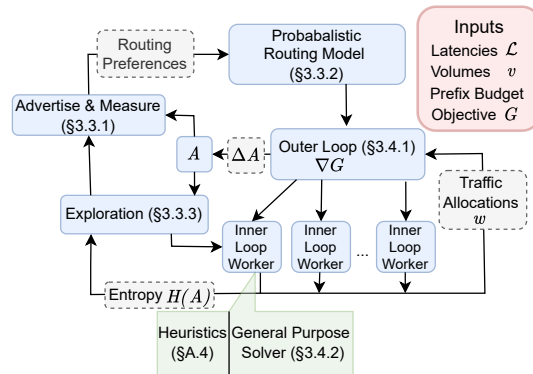 Routing
Preferences
Probabalistic
Routing Model
(§3.3.2)
Inputs
Latencies ℒ
Volumes v
Prefix Budget
Objective G
Advertise & Measure
(§3.3.1)
A
ΔA
Outer Loop (§3.4.1)
∇G
Traffic
Allocations
w
Exploration (§3.3.3)
Inner
Loop
Worker
Inner
Loop
Worker
...
Inner
Loop
Worker
Entropy H(A)
Heuristics
(§A.4)
General Purpose
Solver (§3.4.2)